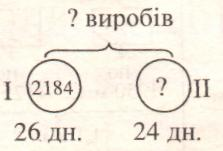 ? виробів
I 2184 ? II
26 дн. 24 дн.